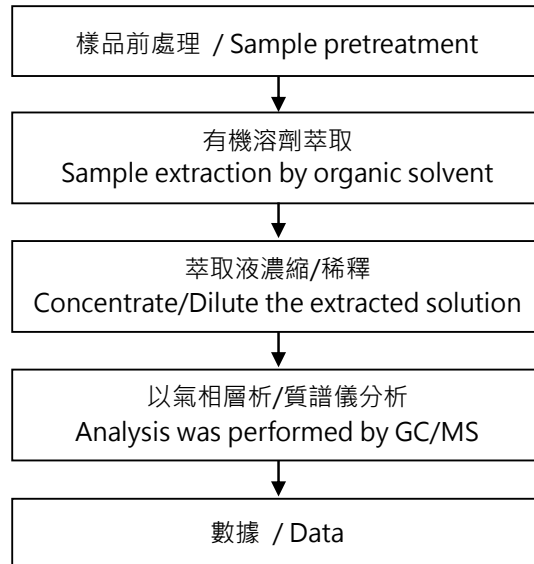 樣品前處理 / Sample pretreatment
有機溶劑萃取
Sample extraction by organic solvent
萃取液濃縮/稀釋
Concentrate/Dilute the extracted solution
以氣相層析/質譜儀分析
Analysis was performed by GC/MS
數據 / Data